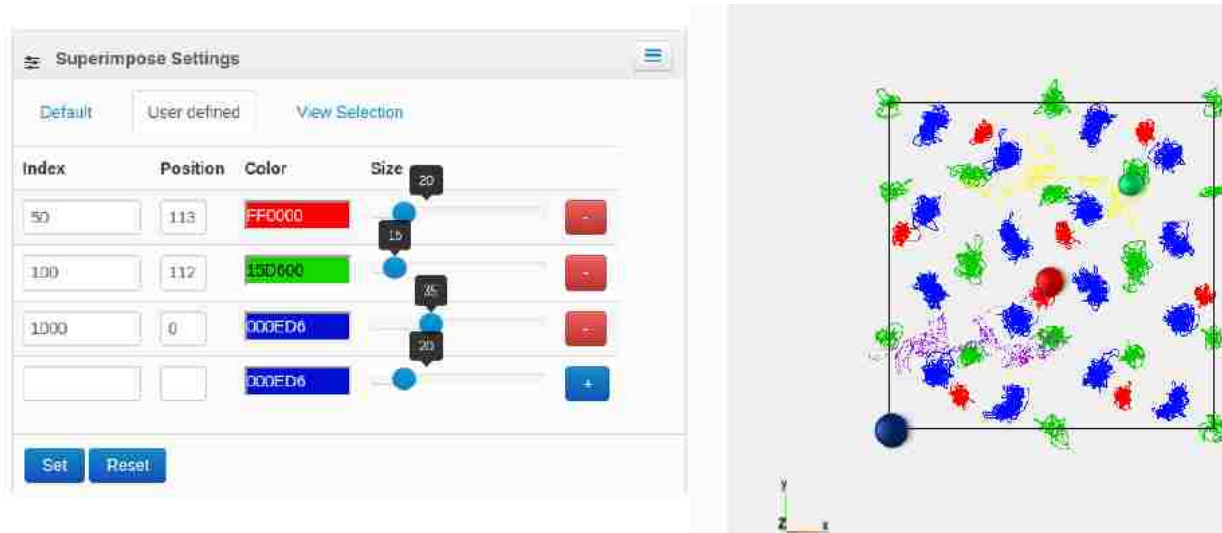 Superimpose Settings
Default User defined View Selection
Index Position Color Size
20
50 113 FF0000 -
15
100 112 15D600 -
35
1000 0 000ED6 -
20
000ED6 +
Set Reset
y
z x